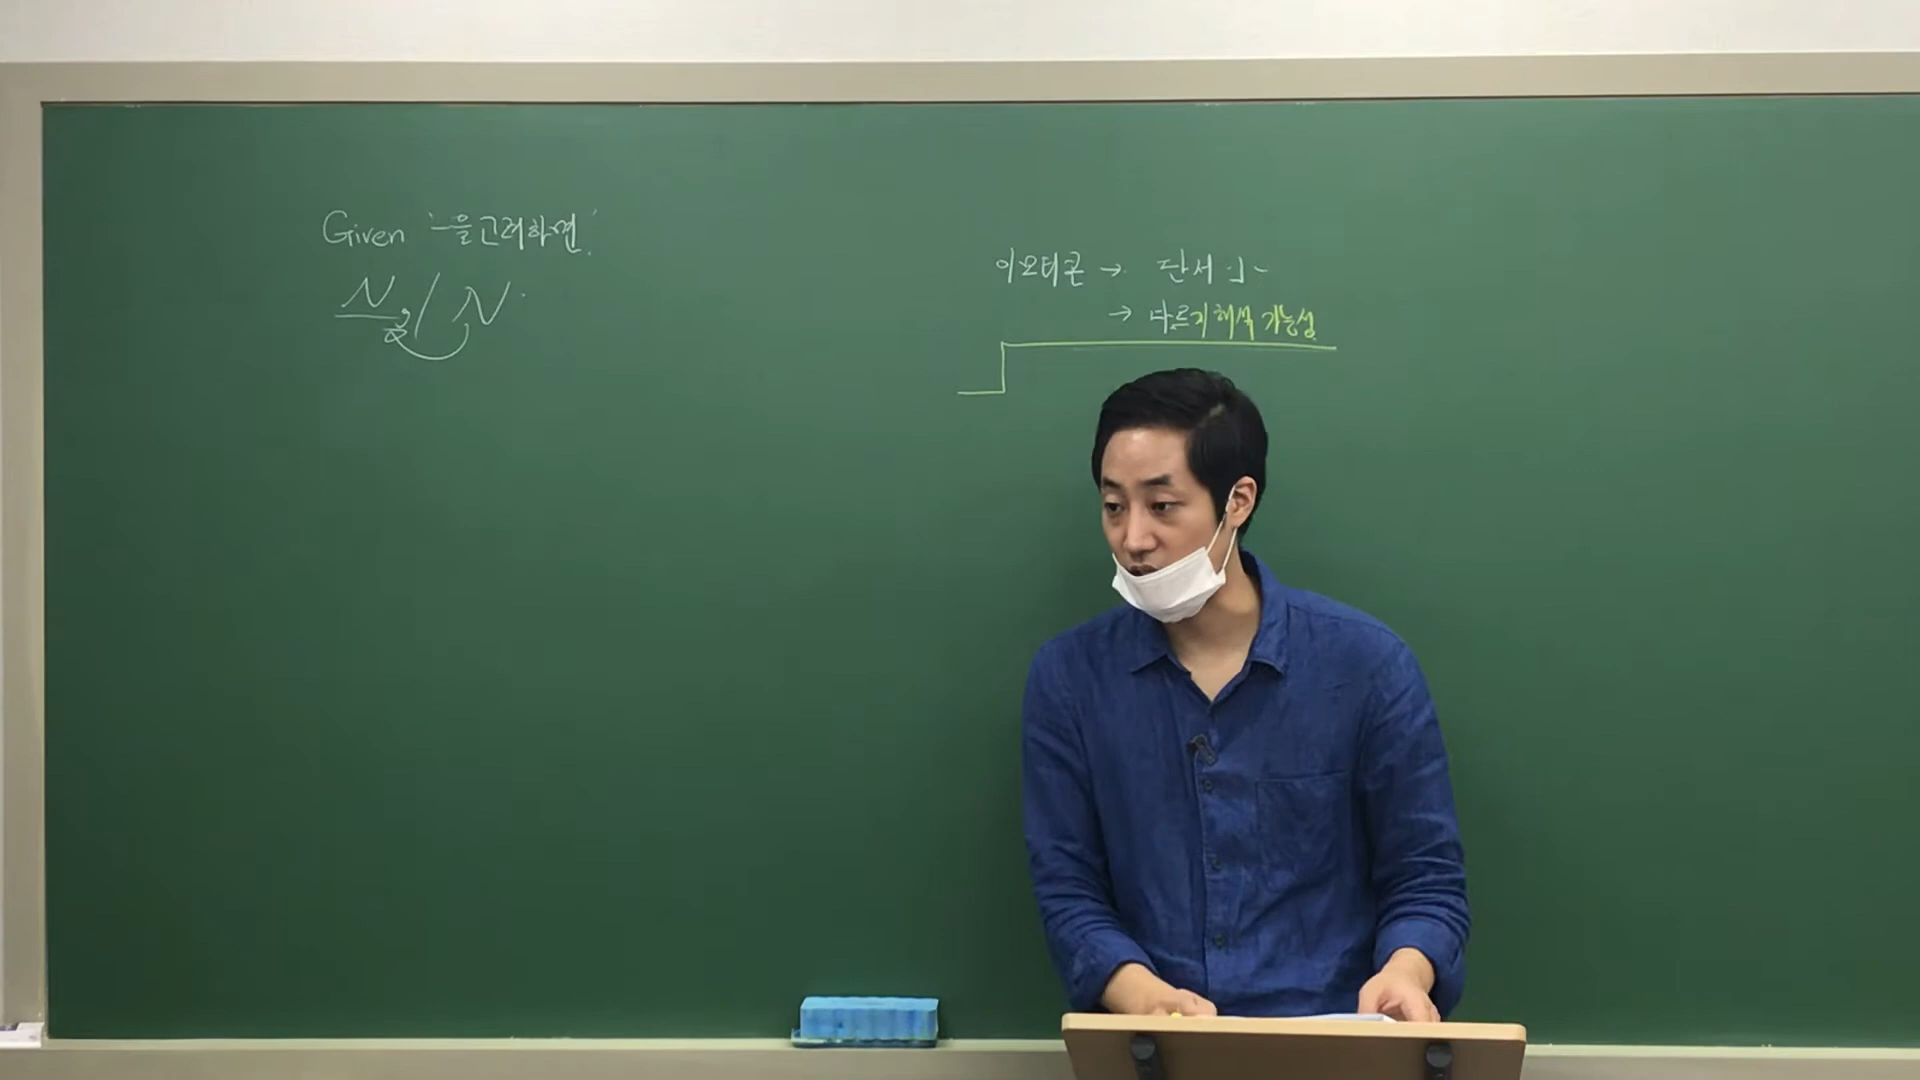 Given '~을 고려하면'
N / N
이모티콘 → 단서
→ 다르게 해석 가능성